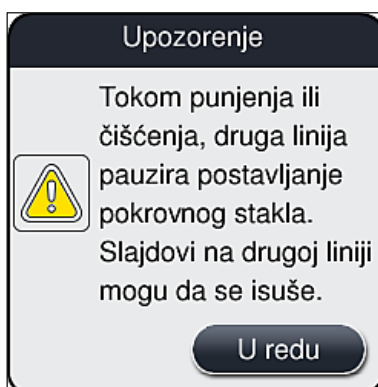 Upozorenje
Tokom punjenja ili
čišćenja, druga linija
pauzira postavljanje
pokrovnog stakla.
Slajdovi na drugoj liniji
mogu da se isuše.
U redu